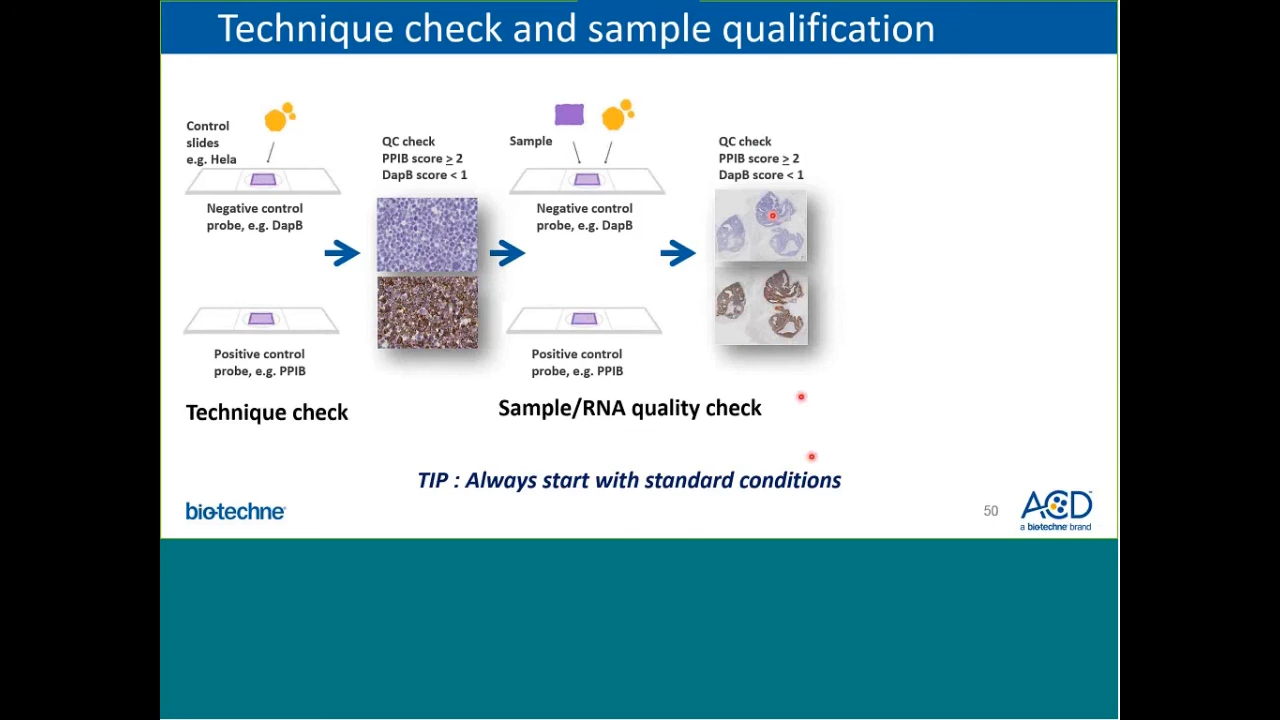 Technique check and sample qualification
Control
slides
e.g. Hela
Negative control
probe, e.g. DapB
Positive control
probe, e.g. PPIB
Technique check
QC check
PPIB score ≥ 2
DapB score < 1
Sample
Negative control
probe, e.g. DapB
Positive control
probe, e.g. PPIB
Sample/RNA quality check
QC check
PPIB score ≥ 2
DapB score < 1
TIP : Always start with standard conditions
bio-techne®
50
ACD™
a bio-techne brand